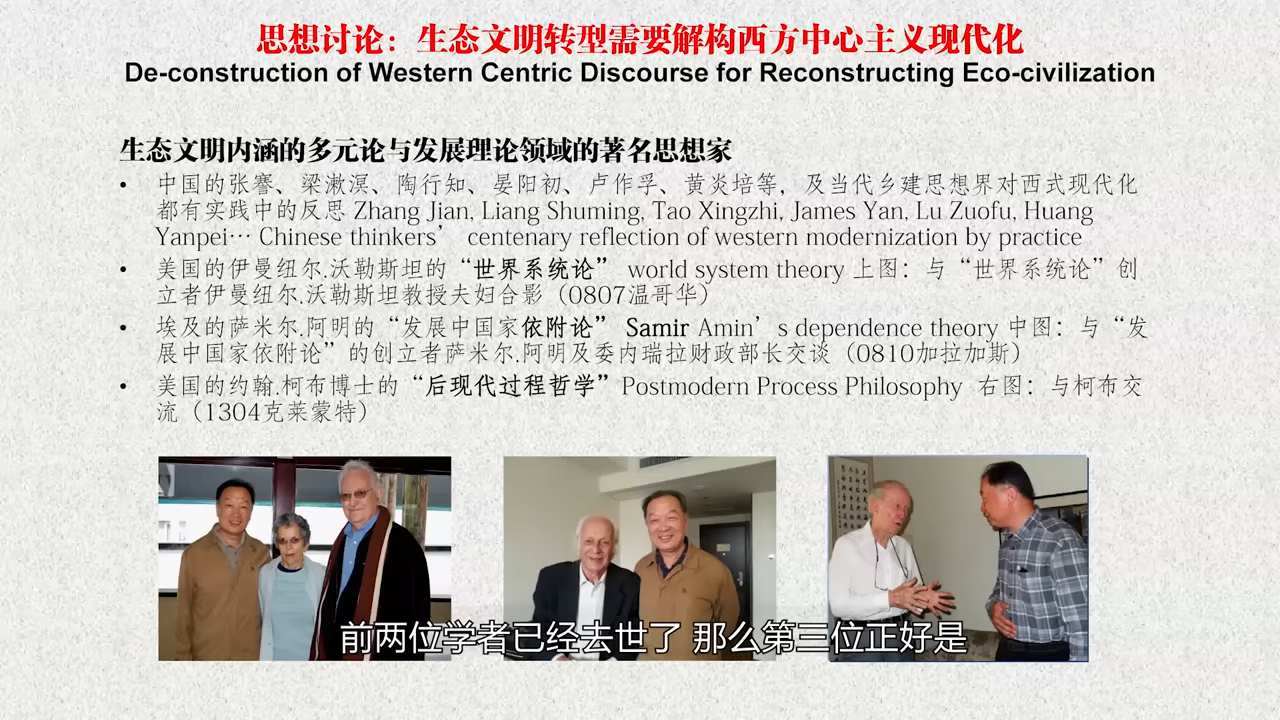 思想讨论：生态文明转型需要解构西方中心主义现代化
De-construction of Western Centric Discourse for Reconstructing Eco-civilization
生态文明内涵的多元论与发展理论领域的著名思想家
• 中国的张謇、梁漱溟、陶行知、晏阳初、卢作孚、黄炎培等，及当代乡建思想界对西式现代化
都有实践中的反思 Zhang Jian, Liang Shuming, Tao Xingzhi, James Yan, Lu Zuofu, Huang
Yanpei… Chinese thinkers’ centenary reflection of western modernization by practice
• 美国的伊曼纽尔.沃勒斯坦的“世界系统论” world system theory 上图：与“世界系统论”创
立者伊曼纽尔.沃勒斯坦教授夫妇合影（0807温哥华）
• 埃及的萨米尔.阿明的“发展中国家依附论” Samir Amin’s dependence theory 中图：与“发
展中国家依附论”的创立者萨米尔.阿明及委内瑞拉财政部长交谈（0810加拉加斯）
• 美国的约翰.柯布博士的“后现代过程哲学”Postmodern Process Philosophy 右图：与柯布交
流（1304克莱蒙特）
前两位学者已经去世了 那么第三位正好是